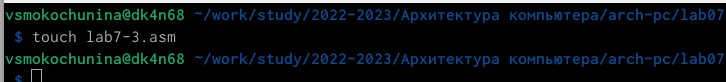 vsmokochunina@dk4n68 ~/work/study/2022-2023/Архитектура компьютера/arch-pc/lab07
$ touch lab7-3.asm
vsmokochunina@dk4n68 ~/work/study/2022-2023/Архитектура компьютера/arch-pc/lab07
$